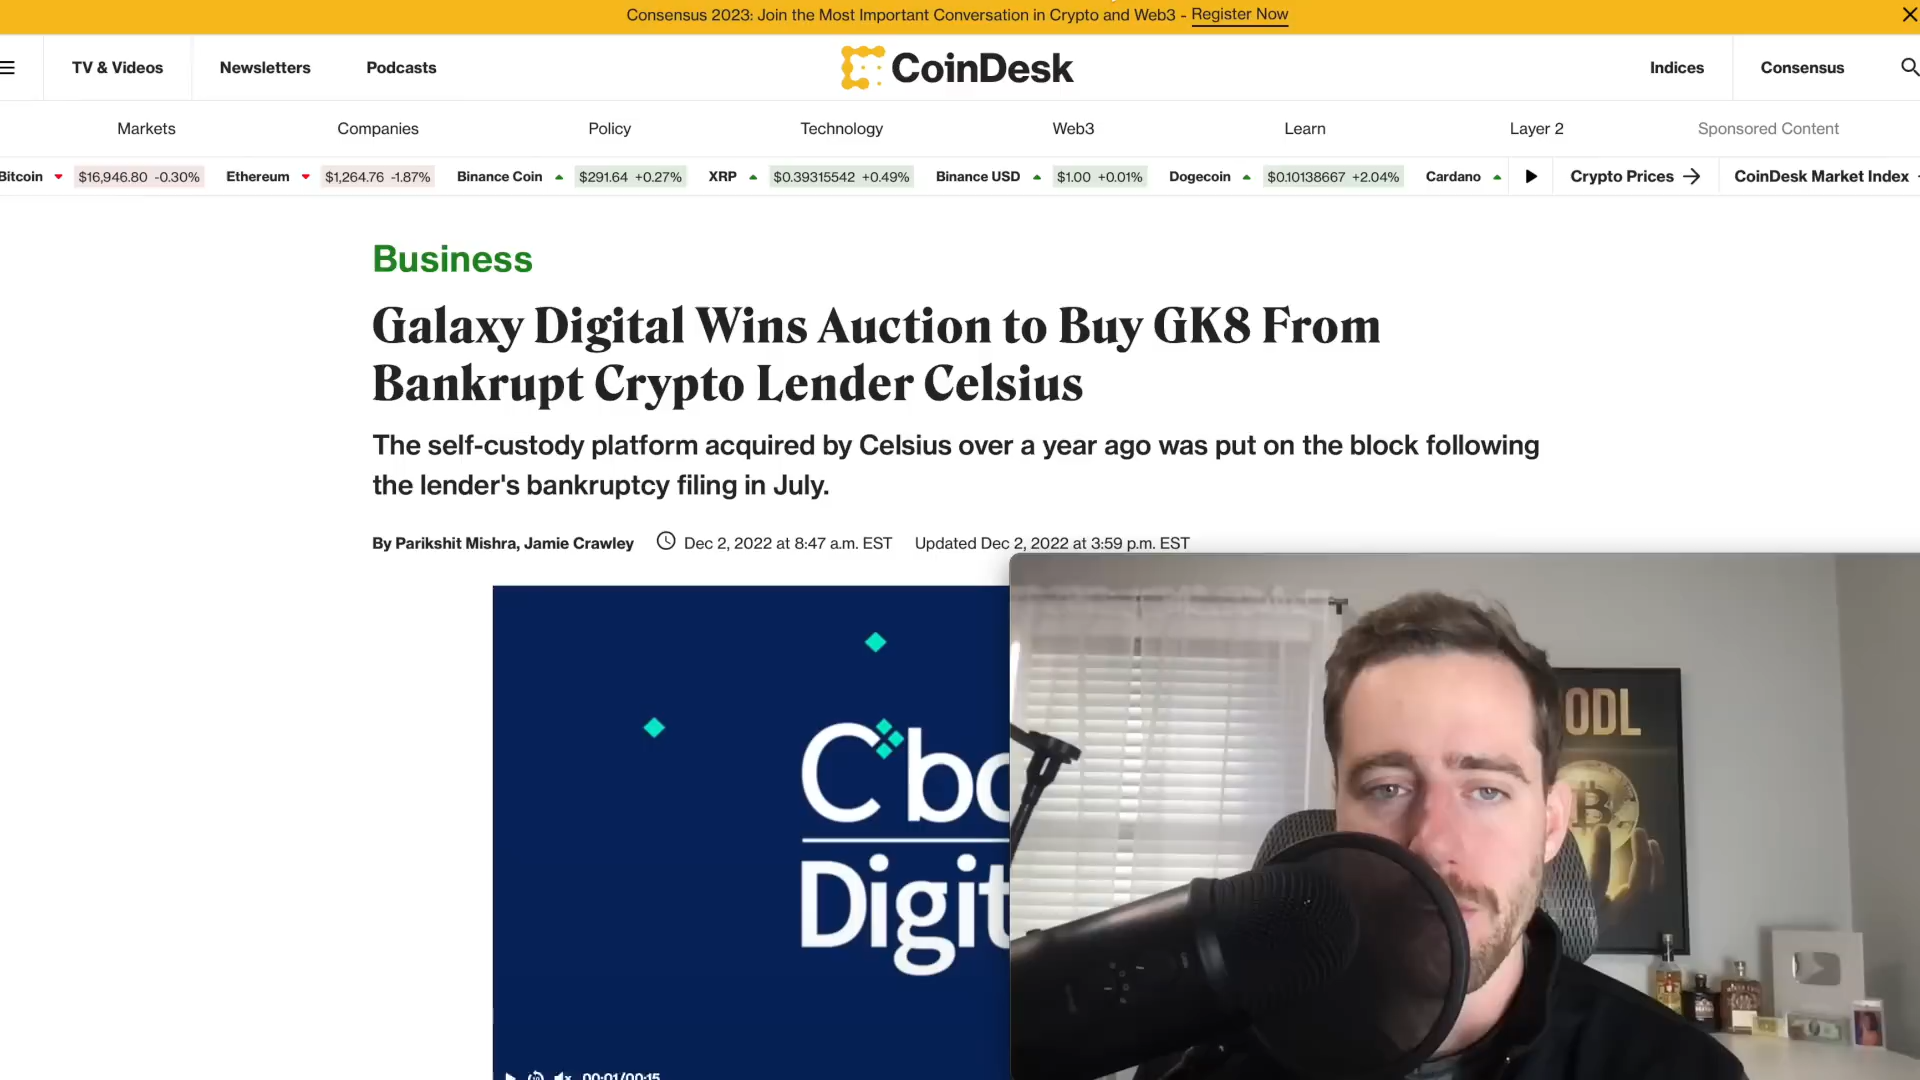 Consensus 2023: Join the Most Important Conversation in Crypto and Web3 - Register Now
TV & Videos
Newsletters
Podcasts
CoinDesk
Indices
Consensus
Markets
Companies
Policy
Technology
Web3
Learn
Layer 2
Sponsored Content
Bitcoin $16,946.80 -0.30%
Ethereum $1,264.76 -1.87%
Binance Coin $291.64 +0.27%
XRP $0.39315542 +0.49%
Binance USD $1.00 +0.01%
Dogecoin $0.10138667 +2.04%
Cardano
Crypto Prices
CoinDesk Market Index
Business
Galaxy Digital Wins Auction to Buy GK8 From
Bankrupt Crypto Lender Celsius
The self-custody platform acquired by Celsius over a year ago was put on the block following
the lender's bankruptcy filing in July.
By Parikshit Mishra, Jamie Crawley
Dec 2, 2022 at 8:47 a.m. EST
Updated Dec 2, 2022 at 3:59 p.m. EST
Cbo
Digit
00:01/00:15
ODL